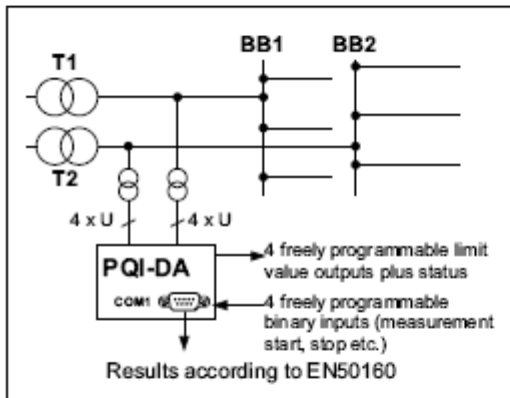 BB1 BB2
T1
T2
4 x U
4 x U
PQI-DA
COM1
4 freely programmable limit
value outputs plus status
4 freely programmable
binary inputs (measurement
start, stop etc.)
Results according to EN50160